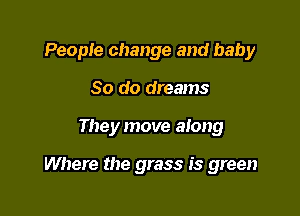 People change and baby
So do dreams
They move along
Where the grass is green